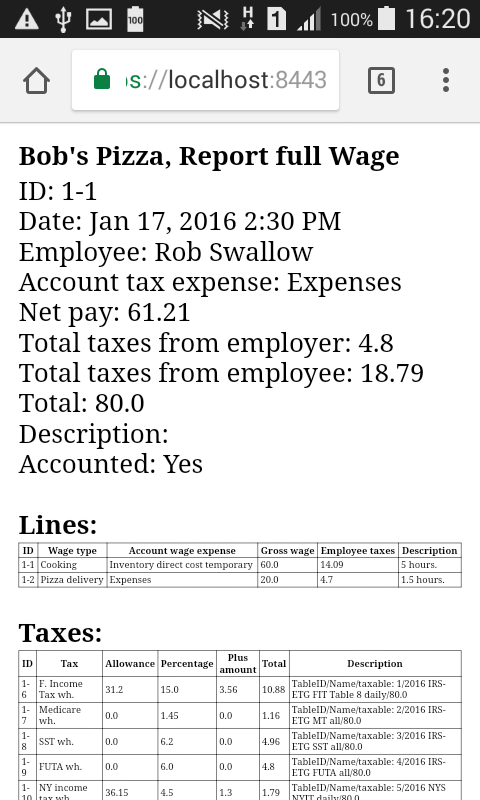 100
H
1
100%
16:20
s://localhost:8443
6
Bob's Pizza, Report full Wage
ID: 1-1
Date: Jan 17, 2016 2:30 PM
Employee: Rob Swallow
Account tax expense: Expenses
Net pay: 61.21
Total taxes from employer: 4.8
Total taxes from employee: 18.79
Total: 80.0
Description:
Accounted: Yes
Lines:
ID Wage type Account wage expense Gross wage Employee taxes Description
1-1 Cooking Inventory direct cost temporary 60.0 14.09 5 hours.
1-2 Pizza delivery Expenses 20.0 4.7 1.5 hours.
Taxes:
ID Tax Allowance Percentage Plus amount Total Description
1-6 F. Income Tax wh. 31.2 15.0 3.56 10.88 TableID/Name/taxable: 1/2016 IRS-ETG FIT Table 8 daily/80.0
1-7 Medicare wh. 0.0 1.45 0.0 1.16 TableID/Name/taxable: 2/2016 IRS-ETG MT all/80.0
1-8 SST wh. 0.0 6.2 0.0 4.96 TableID/Name/taxable: 3/2016 IRS-ETG SST all/80.0
1-9 FUTA wh. 0.0 6.0 0.0 4.8 TableID/Name/taxable: 4/2016 IRS-ETG FUTA all/80.0
1-10 NY income tax wh. 36.15 4.5 1.3 1.79 TableID/Name/taxable: 5/2016 NYS NYIT daily/80.0